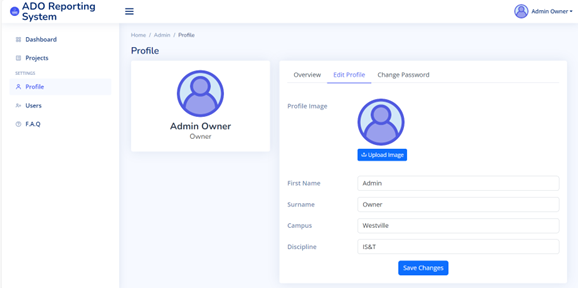 ADO Reporting
System
Admin Owner
Dashboard
Projects
SETTINGS
Profile
Users
F.A.Q
Home / Admin / Profile
Profile
Admin Owner
Owner
Overview Edit Profile Change Password
Profile Image
Upload Image
First Name Admin
Surname Owner
Campus Westville
Discipline IS&T
Save Changes